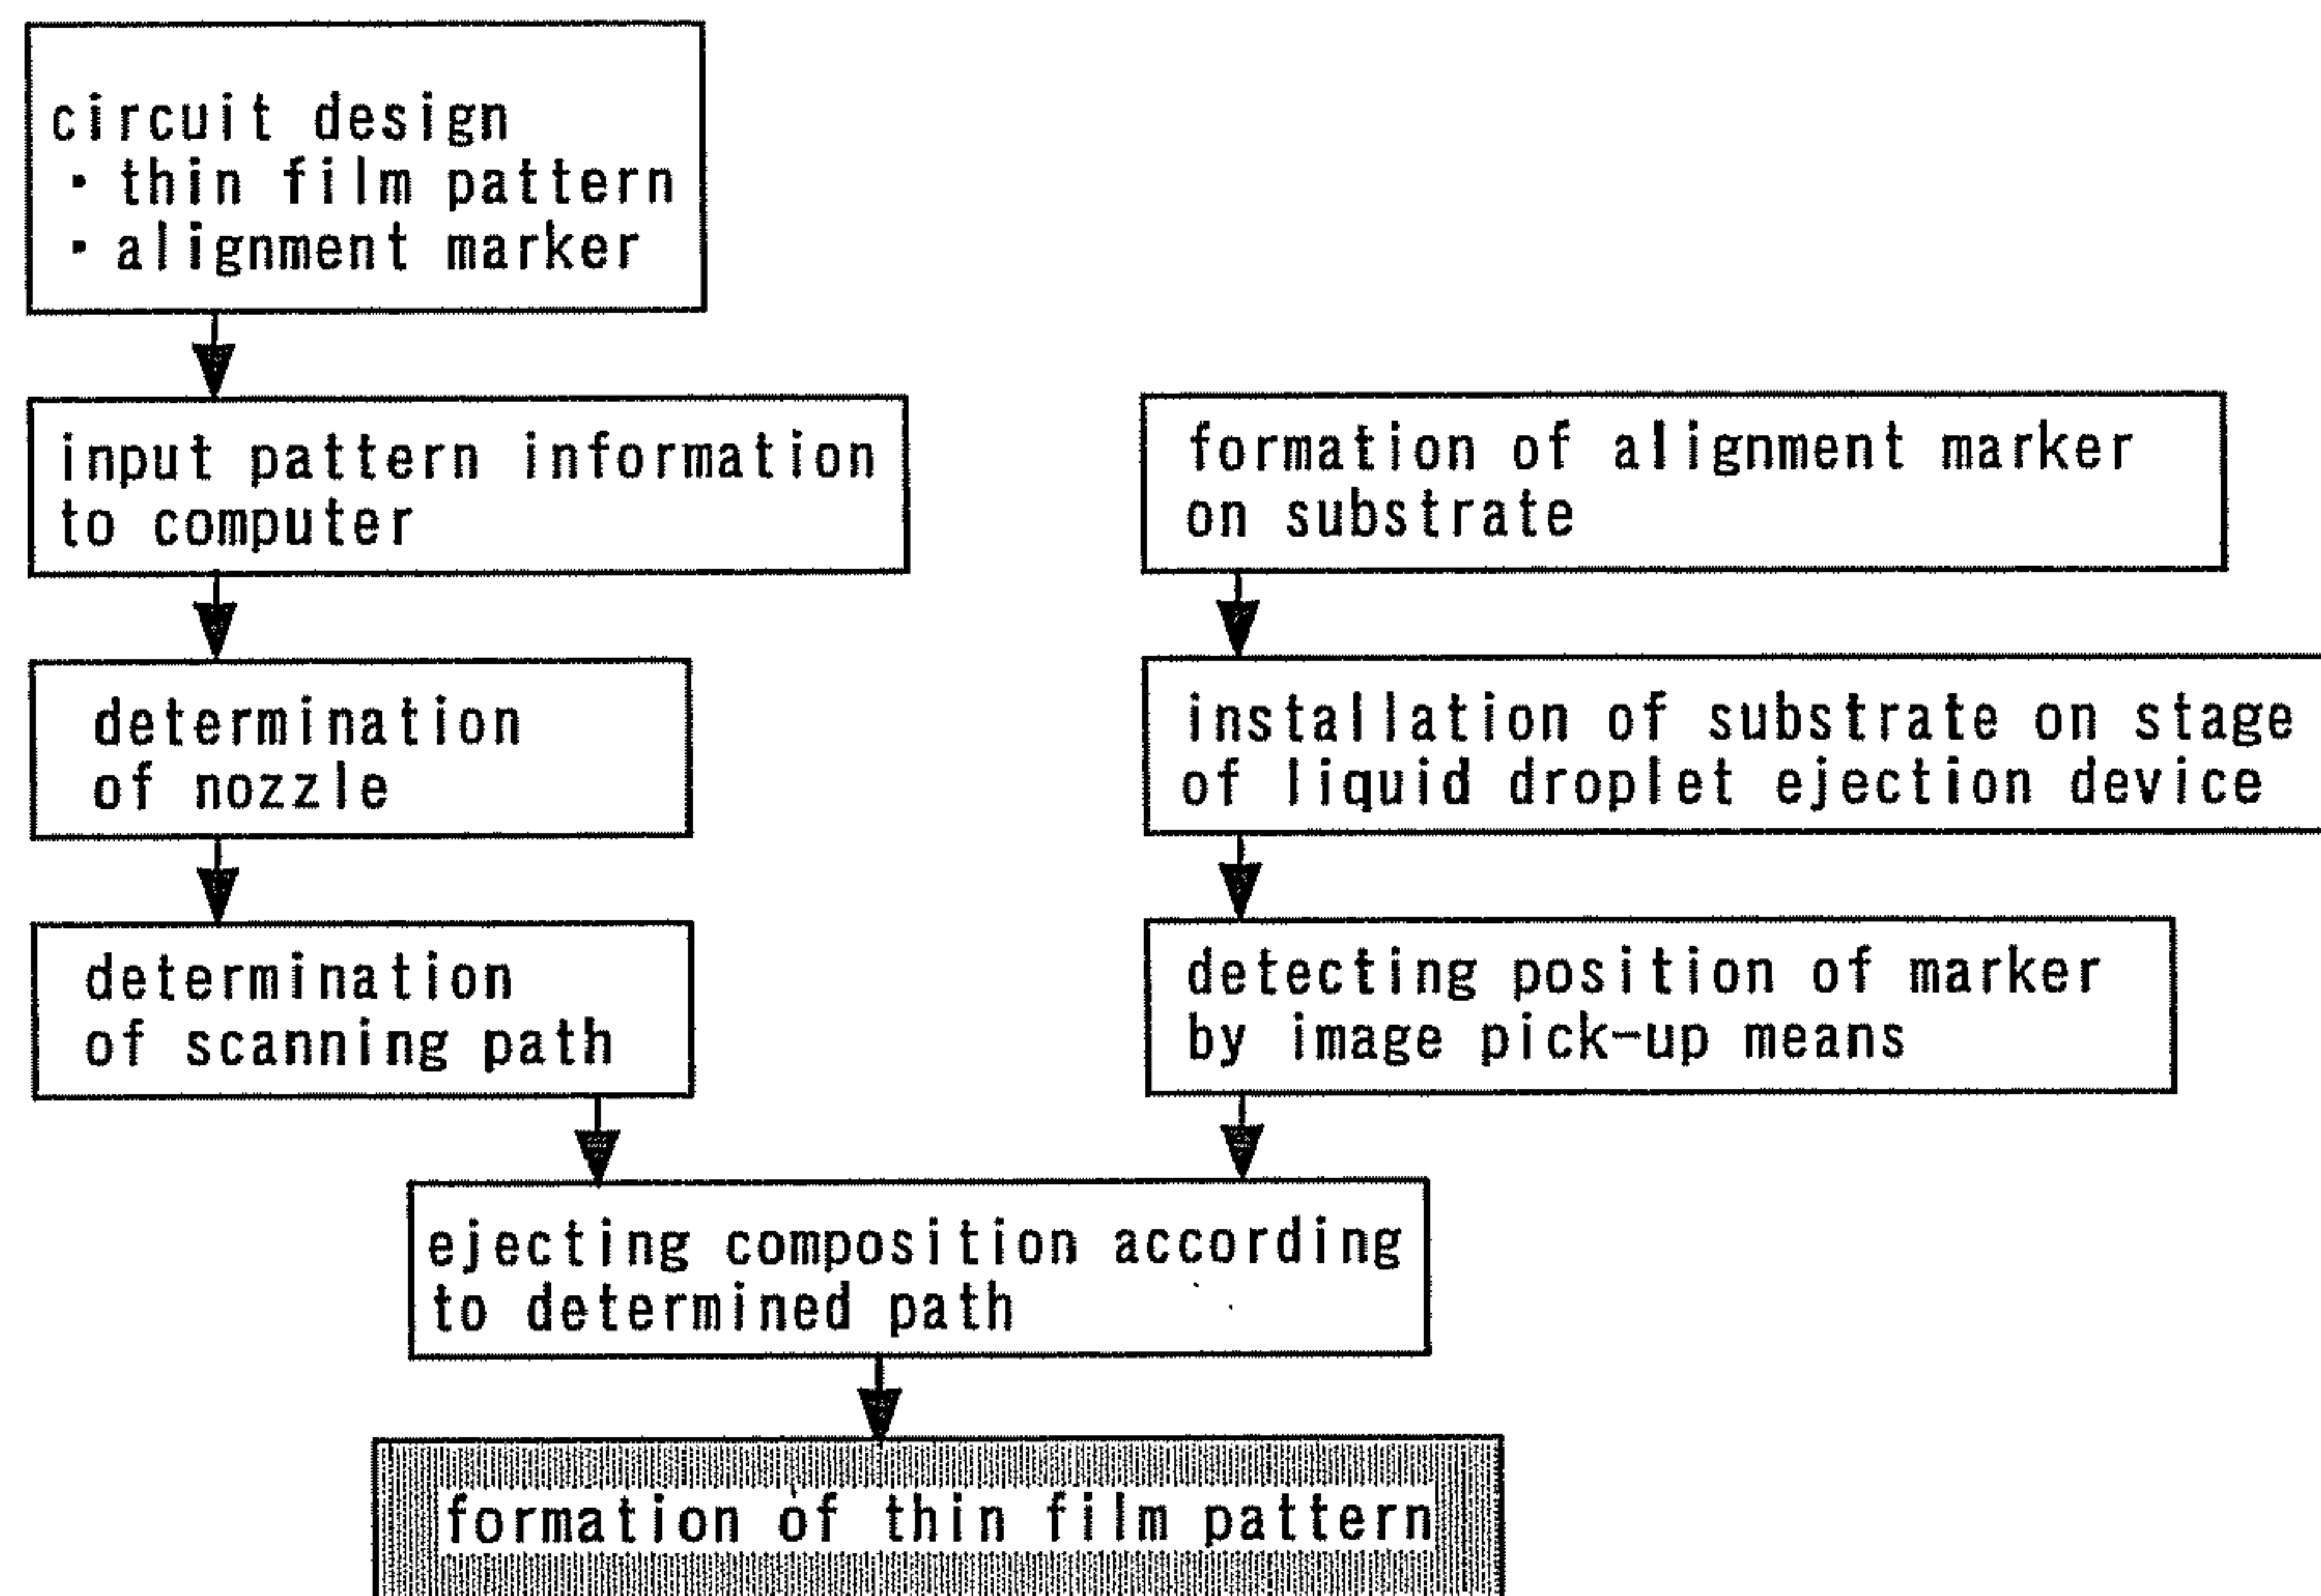 circuit design
・thin film pattern
・alignment marker
input pattern information
to computer
determination
of nozzle
determination
of scanning path
formation of alignment marker
on substrate
installation of substrate on stage
of liquid droplet ejection device
detecting position of marker
by image pick-up means
ejecting composition according
to determined path
formation of thin film pattern